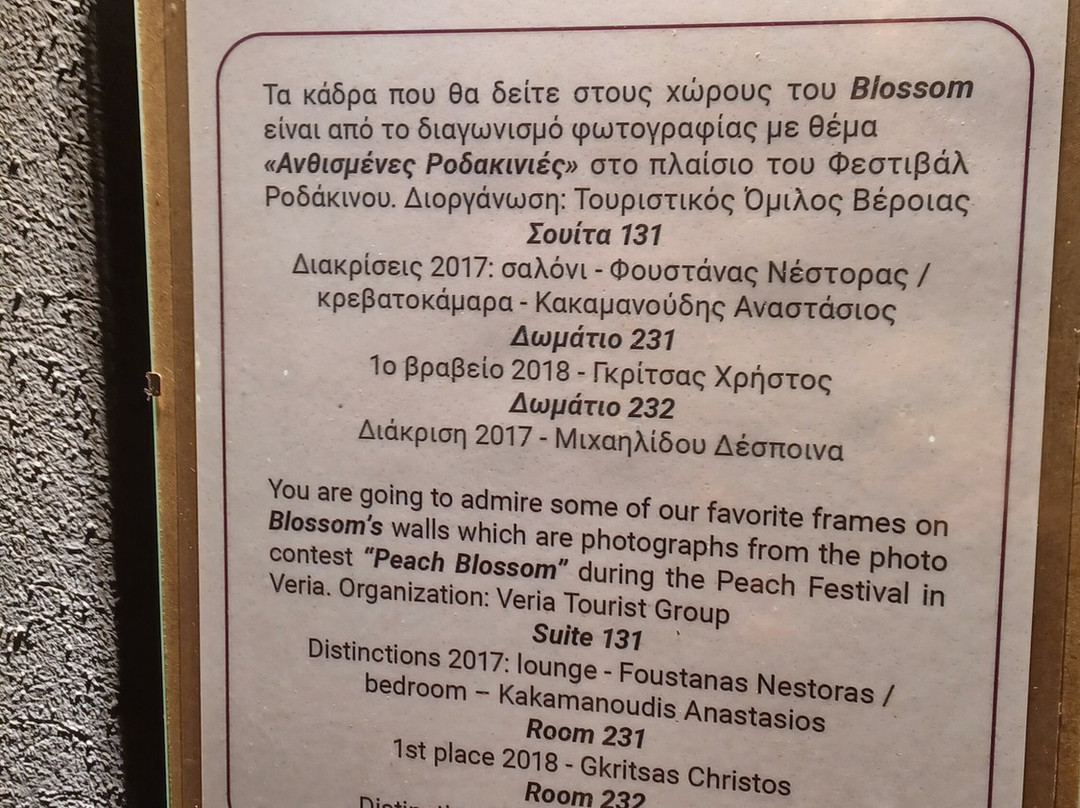 Τα κάδρα που θα δείτε στους χώρους του Blossom
είναι από το διαγωνισμό φωτογραφίας με θέμα
«Ανθισμένες Ροδακινιές» στο πλαίσιο του Φεστιβάλ
Ροδάκινου. Διοργάνωση: Τουριστικός Όμιλος Βέροιας
Σουίτα 131
Διακρίσεις 2017: σαλόνι - Φουστάνας Νέστορας /
κρεβατοκάμαρα - Κακαμανούδης Αναστάσιος
Δωμάτιο 231
1ο βραβείο 2018 - Γκρίτσας Χρήστος
Δωμάτιο 232
Διάκριση 2017 - Μιχαηλίδου Δέσποινα
You are going to admire some of our favorite frames on
Blossom's walls which are photographs from the photo
contest “Peach Blossom” during the Peach Festival in
Veria. Organization: Veria Tourist Group
Suite 131
Distinctions 2017: lounge - Foustanas Nestoras /
bedroom – Kakamanoudis Anastasios
Room 231
1st place 2018 - Gkritsas Christos
Room 232